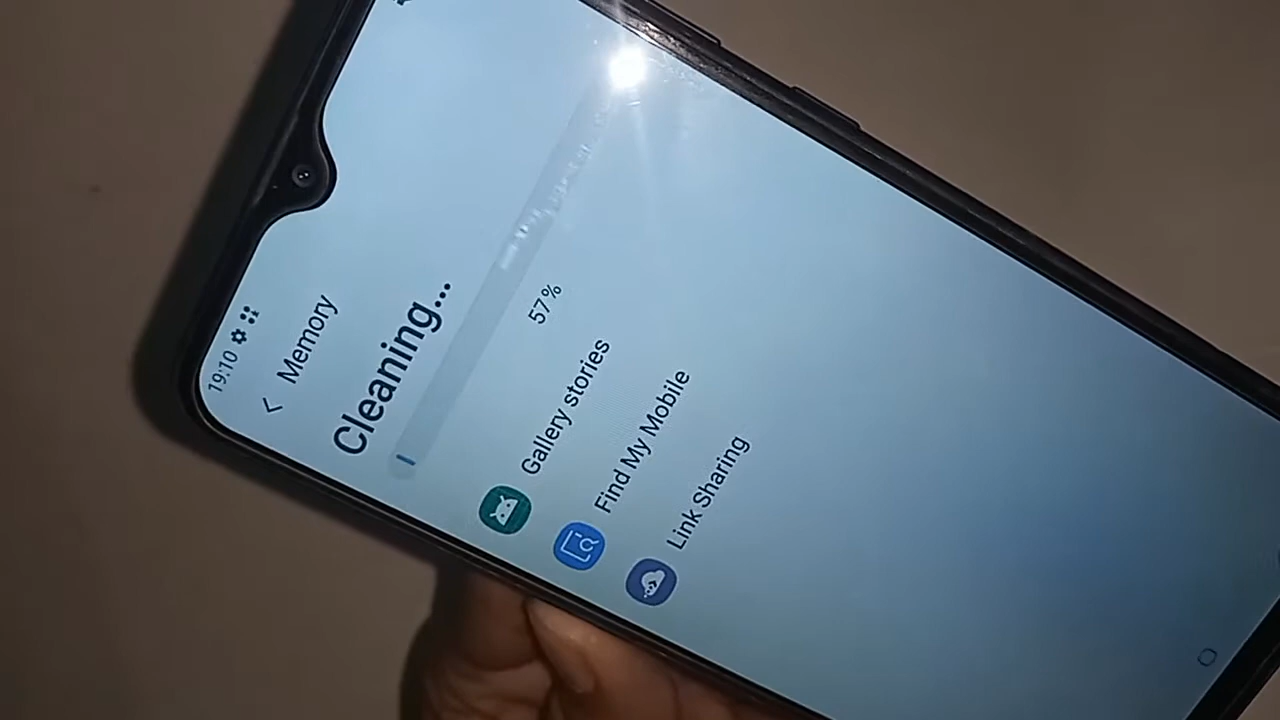 19:10
Memory
Cleaning...
57%
Gallery stories
Find My Mobile
Link Sharing